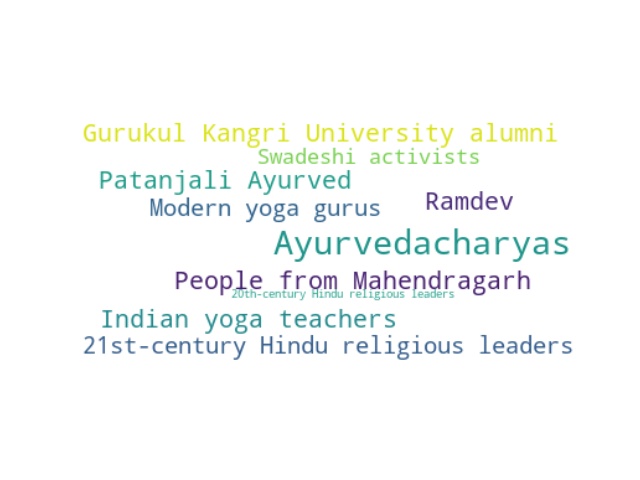 Gurukul Kangri University alumni
Swadeshi activists
Patanjali Ayurved
Ramdev
Modern yoga gurus
Ayurvedacharyas
People from Mahendragarh
20th-century Hindu religious leaders
Indian yoga teachers
21st-century Hindu religious leaders